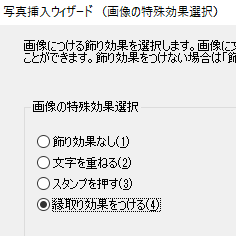 写真挿入ウィザード (画像の特殊効果選択)
画像につける飾り効果を選択します。画像に文
ことができます。飾り効果をつけない場合は「飾
画像の特殊効果選択
飾り効果なし(1)
文字を重ねる(2)
スタンプを押す(3)
縁取り効果をつける(4)